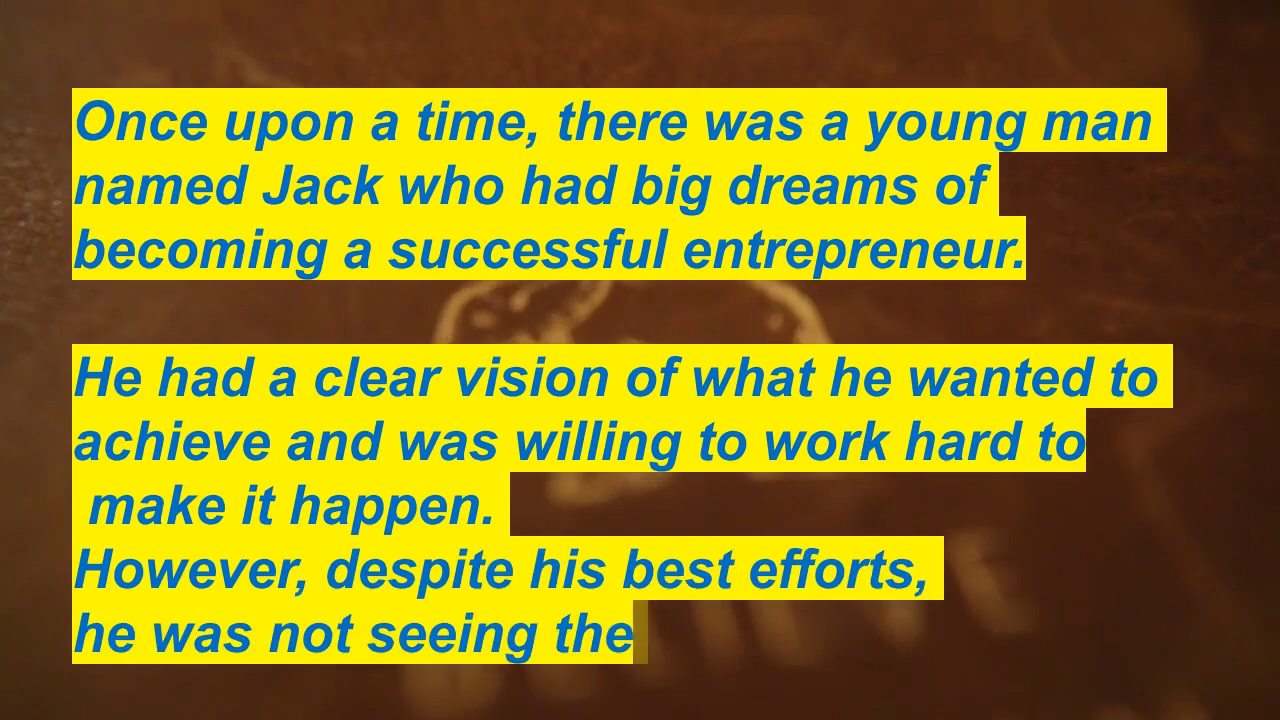 Once upon a time, there was a young man
named Jack who had big dreams of
becoming a successful entrepreneur.
He had a clear vision of what he wanted to
achieve and was willing to work hard to
make it happen.
However, despite his best efforts,
he was not seeing the